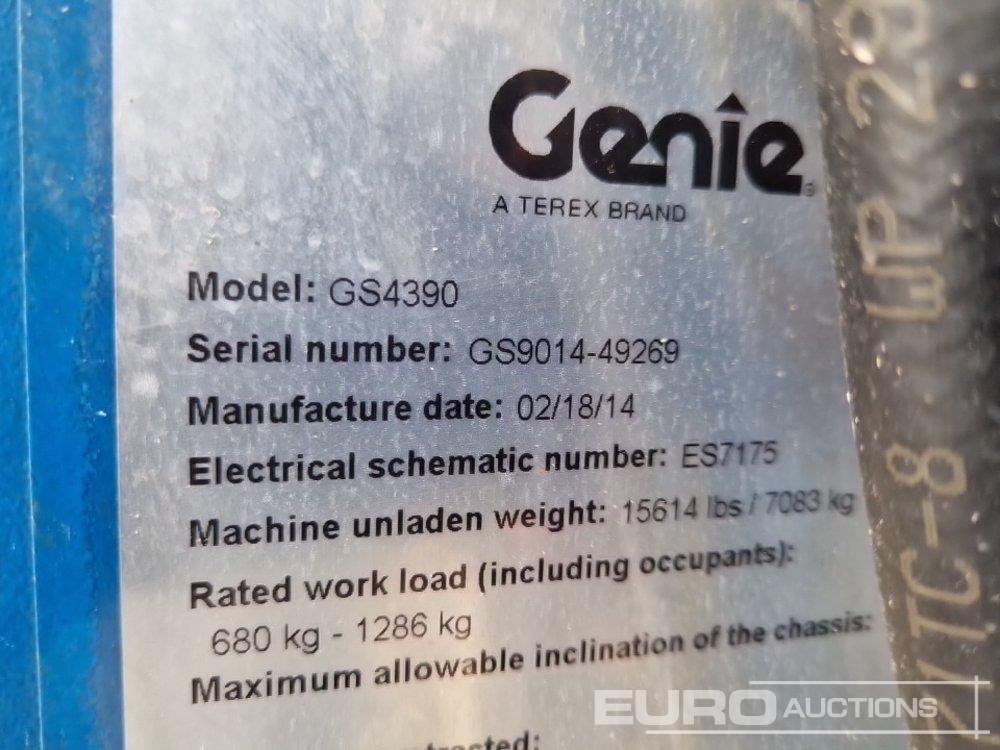 Genie
A TEREX BRAND
Model: GS4390
Serial number: GS9014-49269
Manufacture date: 02/18/14
Electrical schematic number: ES7175
Machine unladen weight: 15614 lbs / 7083 kg
Rated work load (including occupants):
680 kg - 1286 kg
Maximum allowable inclination of the chassis:
EURO AUCTIONS